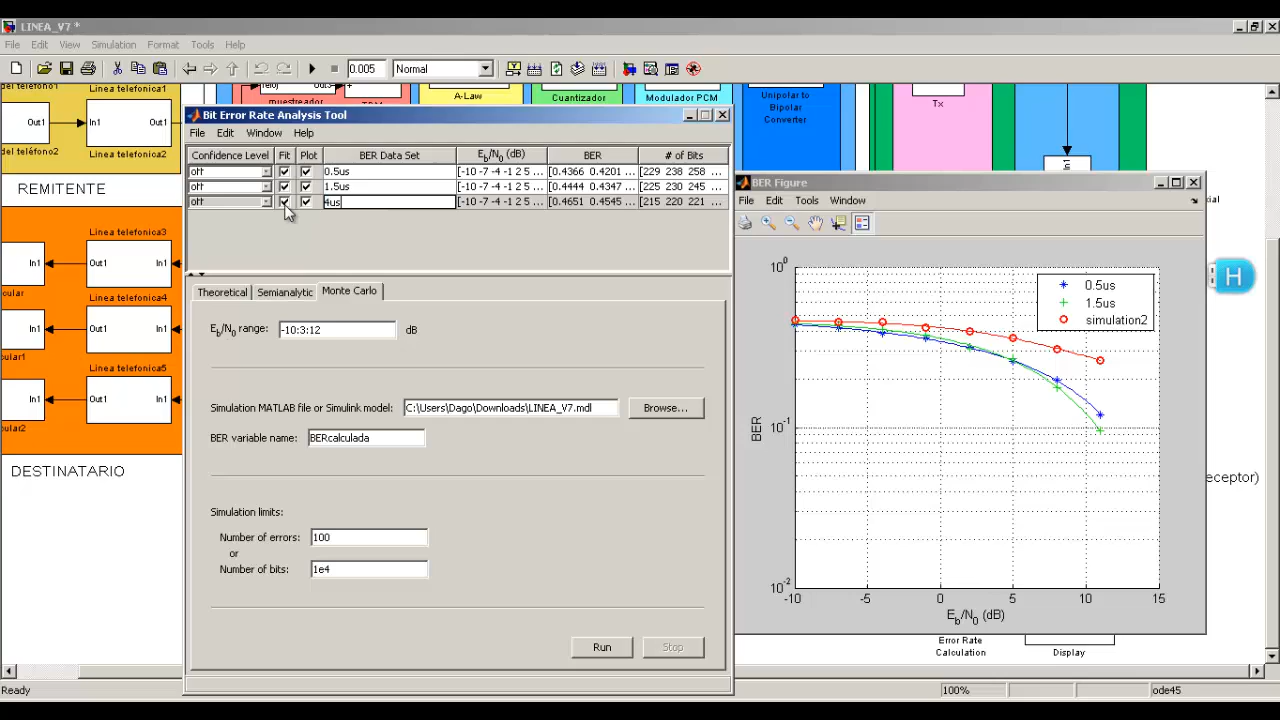 LINEA_V7 *
File Edit View Simulation Format Tools Help
0.005 Normal
del telefono1
Linea telefonica1
Out1 In1 Out1 In1
del teléfono2
Linea telefonica2
REMITENTE
Linea telefonica3
In1 Out1 In1
cular
Linea telefonica4
In1 Out1 In1
cular1
Linea telefonica5
In1 Out1 In1
cular2
DESTINATARIO
muestreador
TDM
A-Law
Cuantizador
Modulador PCM
Unipolar to
Bipolar
Converter
Tx
In1
xial
eceptor)
H
Bit Error Rate Analysis Tool
File Edit Window Help
Confidence Level Fit Plot BER Data Set Eb/N0 (dB) BER # of Bits
off 0.5us [-10 -7 -4 -1 2 5 ... [0.4366 0.4201 ... [229 238 258 ...
off 1.5us [-10 -7 -4 -1 2 5 ... [0.4444 0.4347 ... [225 230 245 ...
off 4us [-10 -7 -4 -1 2 5 ... [0.4651 0.4545 ... [215 220 221 ...
Theoretical Semianalytic Monte Carlo
Eb/N0 range: -10:3:12 dB
Simulation MATLAB file or Simulink model: C:\Users\Dago\Downloads\LINEA_V7.mdl Browse...
BER variable name: BERcalculada
Simulation limits:
Number of errors: 100
or
Number of bits: 1e4
Run Stop
BER Figure
File Edit Tools Window Help
10^0
10^-1
10^-2
BER
0.5us
1.5us
simulation2
-10 -5 0 5 10 15
Eb/N0 (dB)
Error Rate
Calculation
Display
Ready 100% ode45